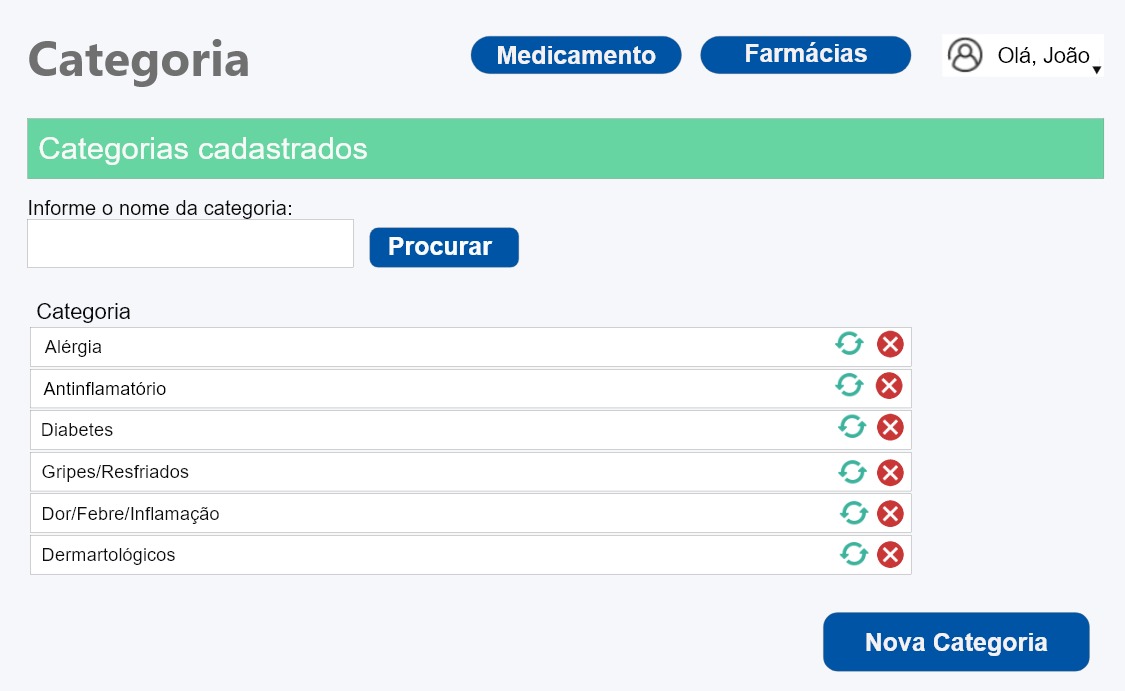 Categoria
Medicamento
Farmácias
Olá, João
Categorias cadastrados
Informe o nome da categoria:
Procurar
Categoria
Alérgia
Antinflamatório
Diabetes
Gripes/Resfriados
Dor/Febre/Inflamação
Dermartológicos
Nova Categoria